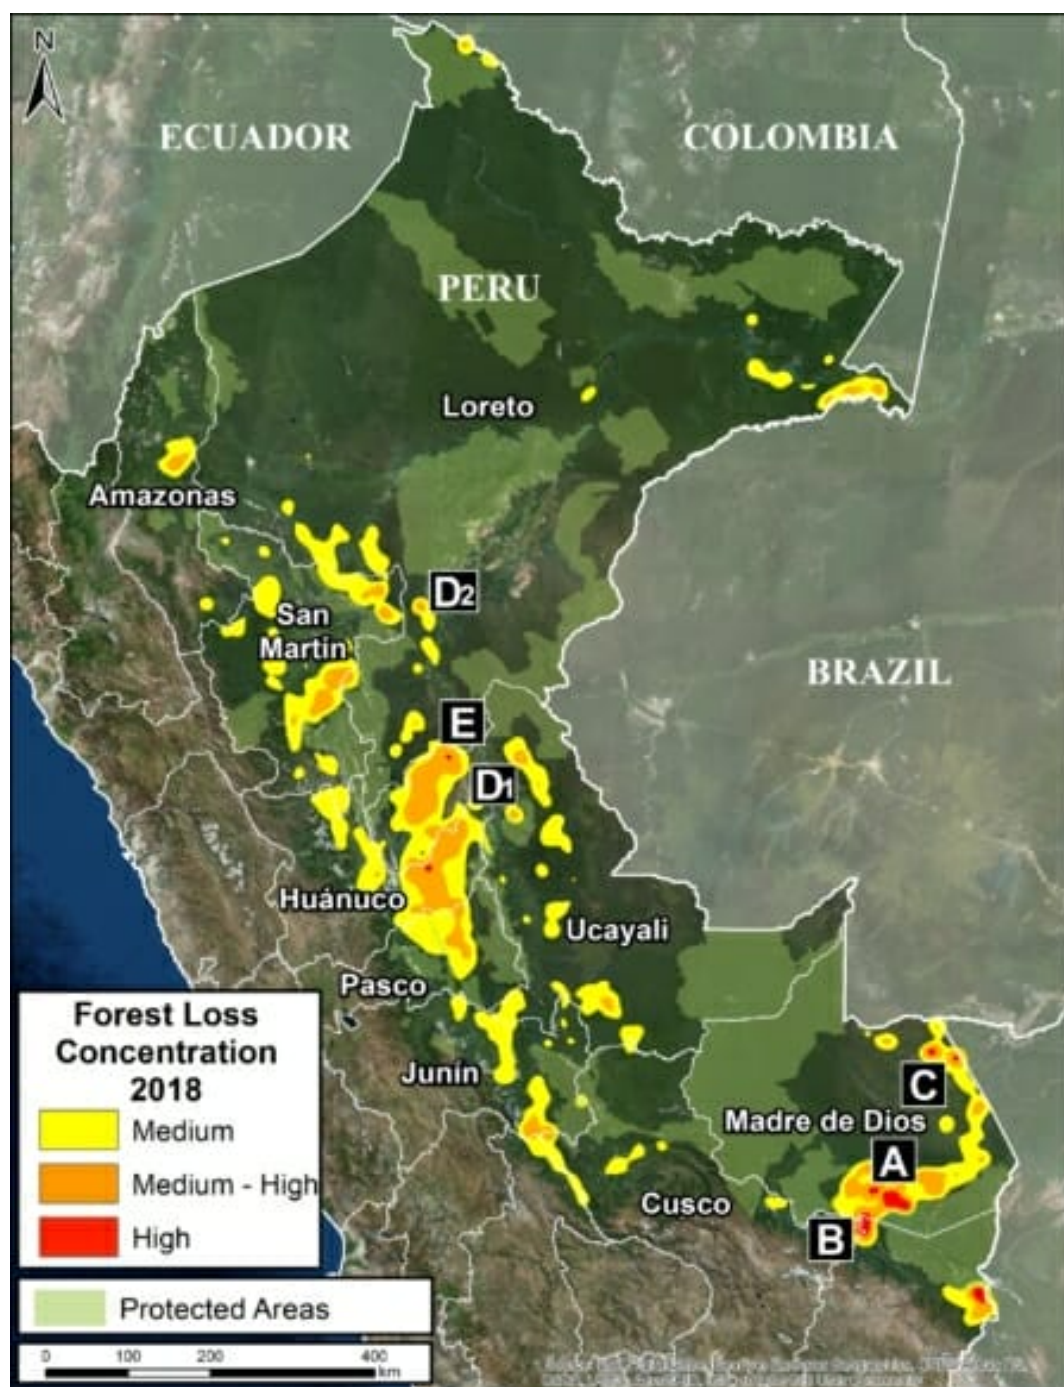 N
ECUADOR
COLOMBIA
PERU
Loreto
Amazonas
D2
San
Martín
BRAZIL
E
D1
Huánuco
Ucayali
Pasco
Junín
C
Madre de Dios
A
Cusco
B
Forest Loss
Concentration
2018
Medium
Medium - High
High
Protected Areas
0 100 200 400
km